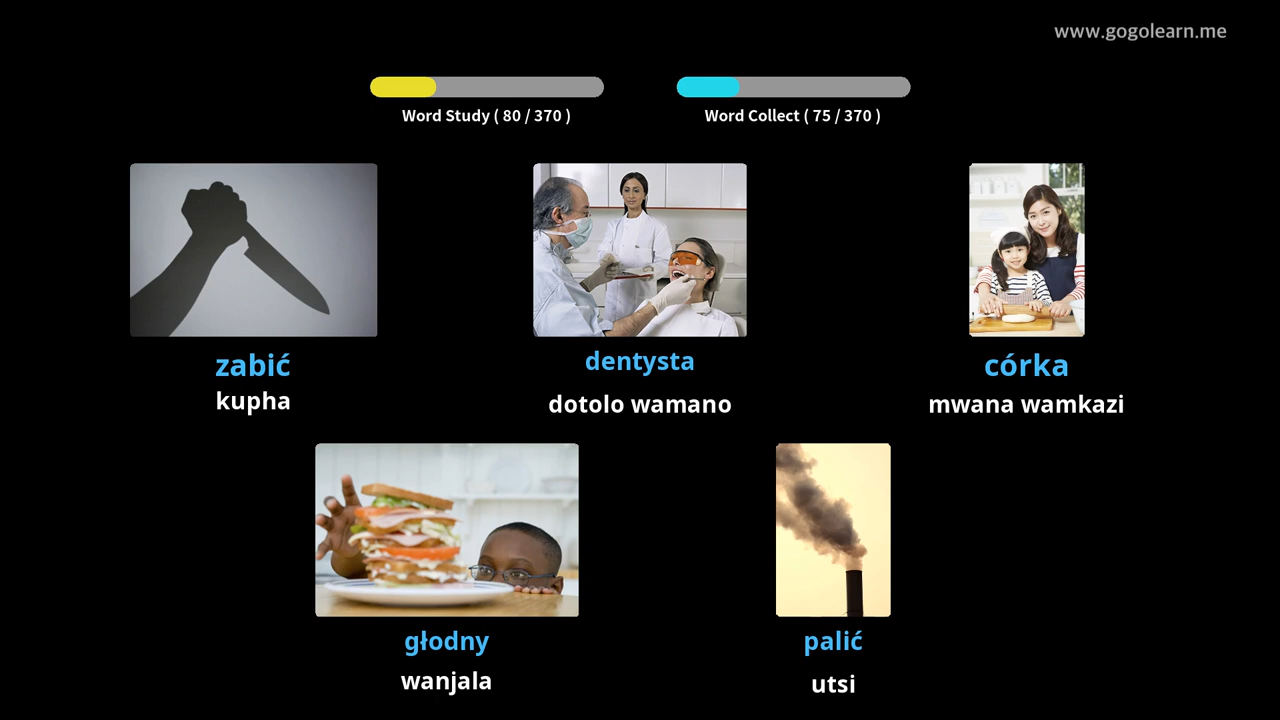 www.gogolearn.me
Word Study ( 80 / 370 )
Word Collect ( 75 / 370 )
zabić
kupha
dentysta
dotolo wamano
córka
mwana wamkazi
głodny
wanjala
palić
utsi